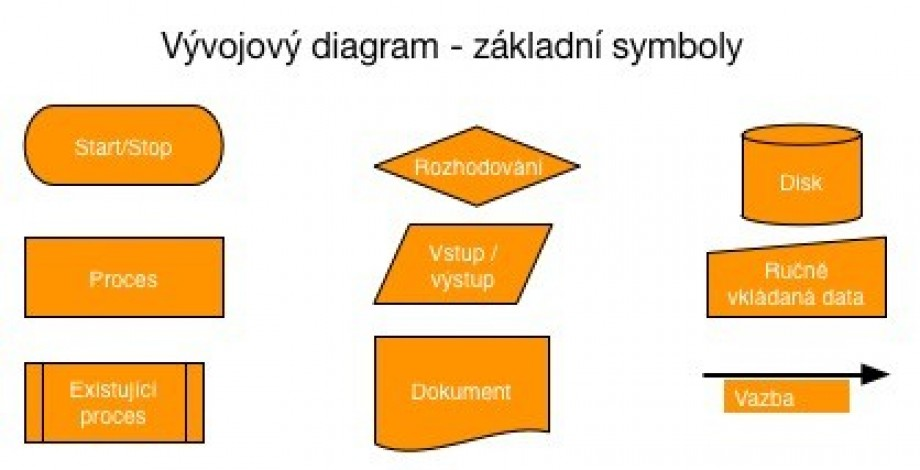 Vývojový diagram - základní symboly
Start/Stop
Rozhodování
Disk
Proces
Vstup /
výstup
Ručně
vkládaná data
Existující
proces
Dokument
Vazba